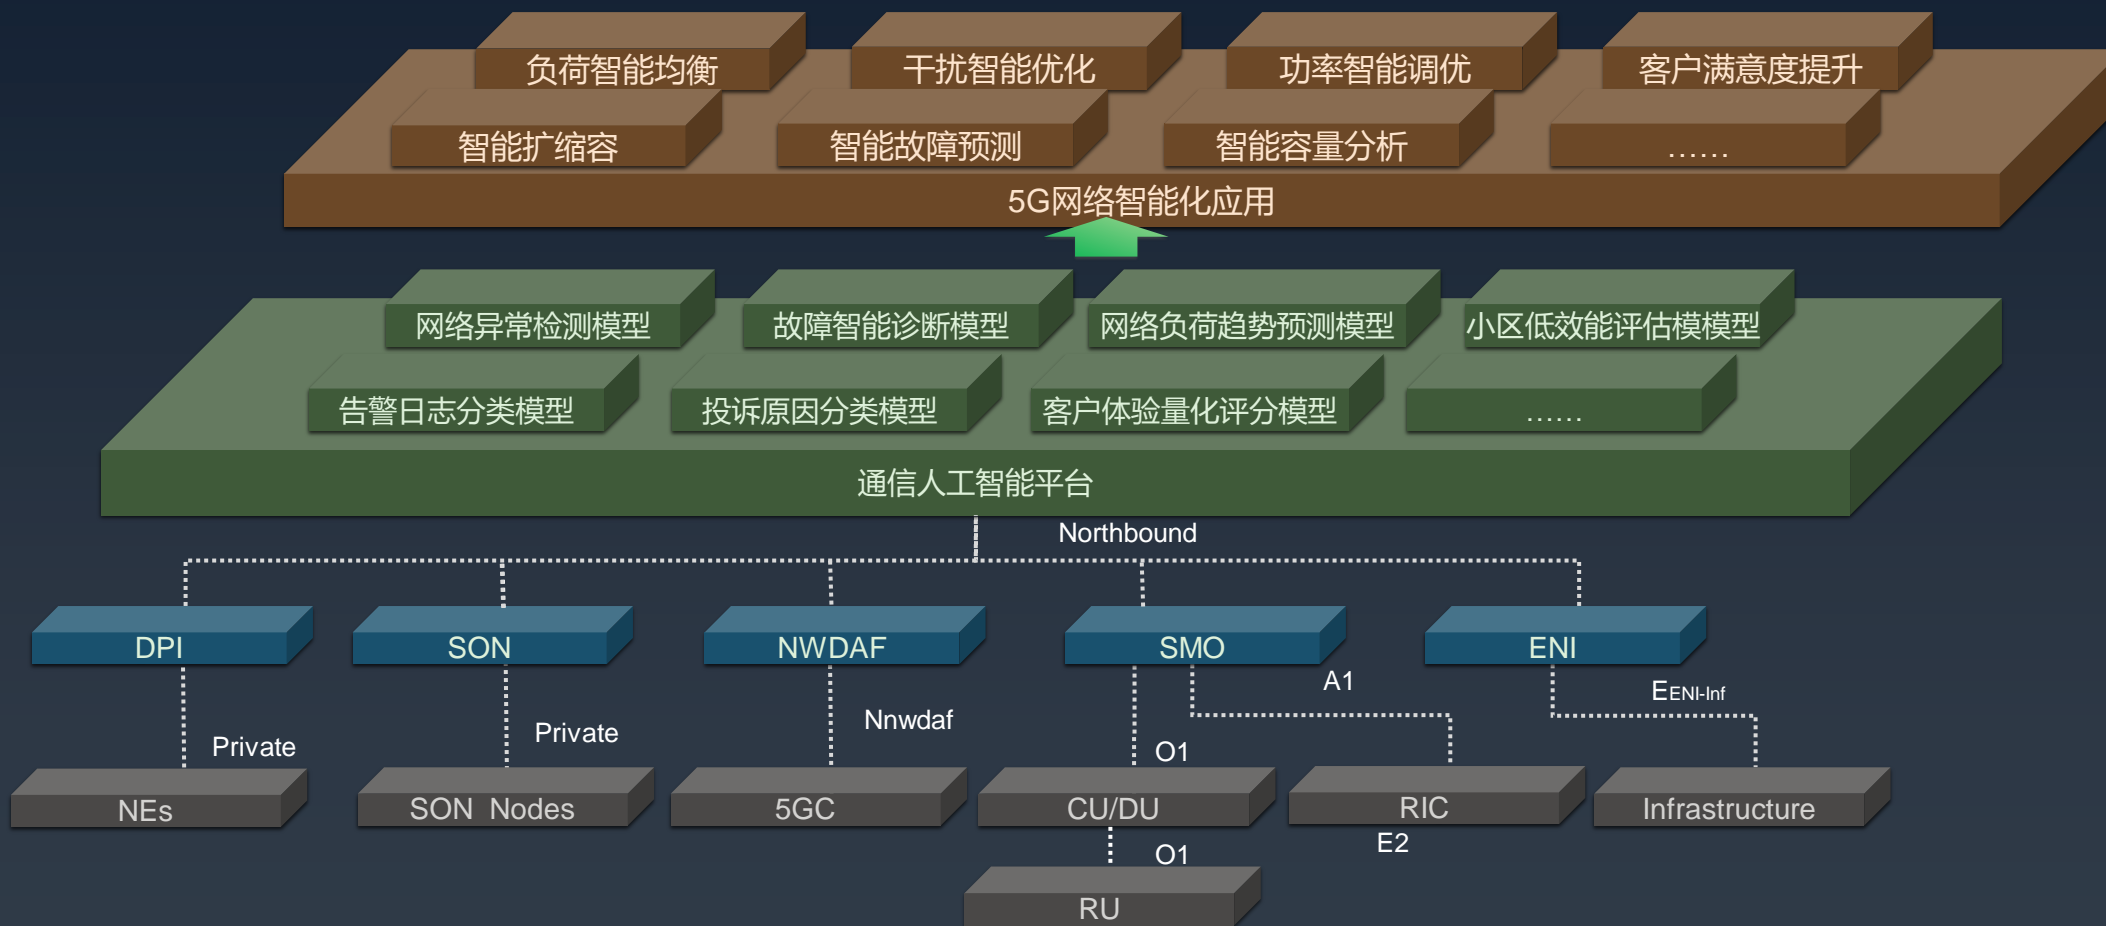 负荷智能均衡
干扰智能优化
功率智能调优
客户满意度提升
智能扩缩容
智能故障预测
智能容量分析
……
5G网络智能化应用
网络异常检测模型
故障智能诊断模型
网络负荷趋势预测模型
小区低效能评估模模型
告警日志分类模型
投诉原因分类模型
客户体验量化评分模型
……
通信人工智能平台
Northbound
DPI
SON
NWDAF
SMO
ENI
A1
EENI-Inf
Private
Private
Nnwdaf
O1
NEs
SON Nodes
5GC
CU/DU
RIC
Infrastructure
E2
O1
RU